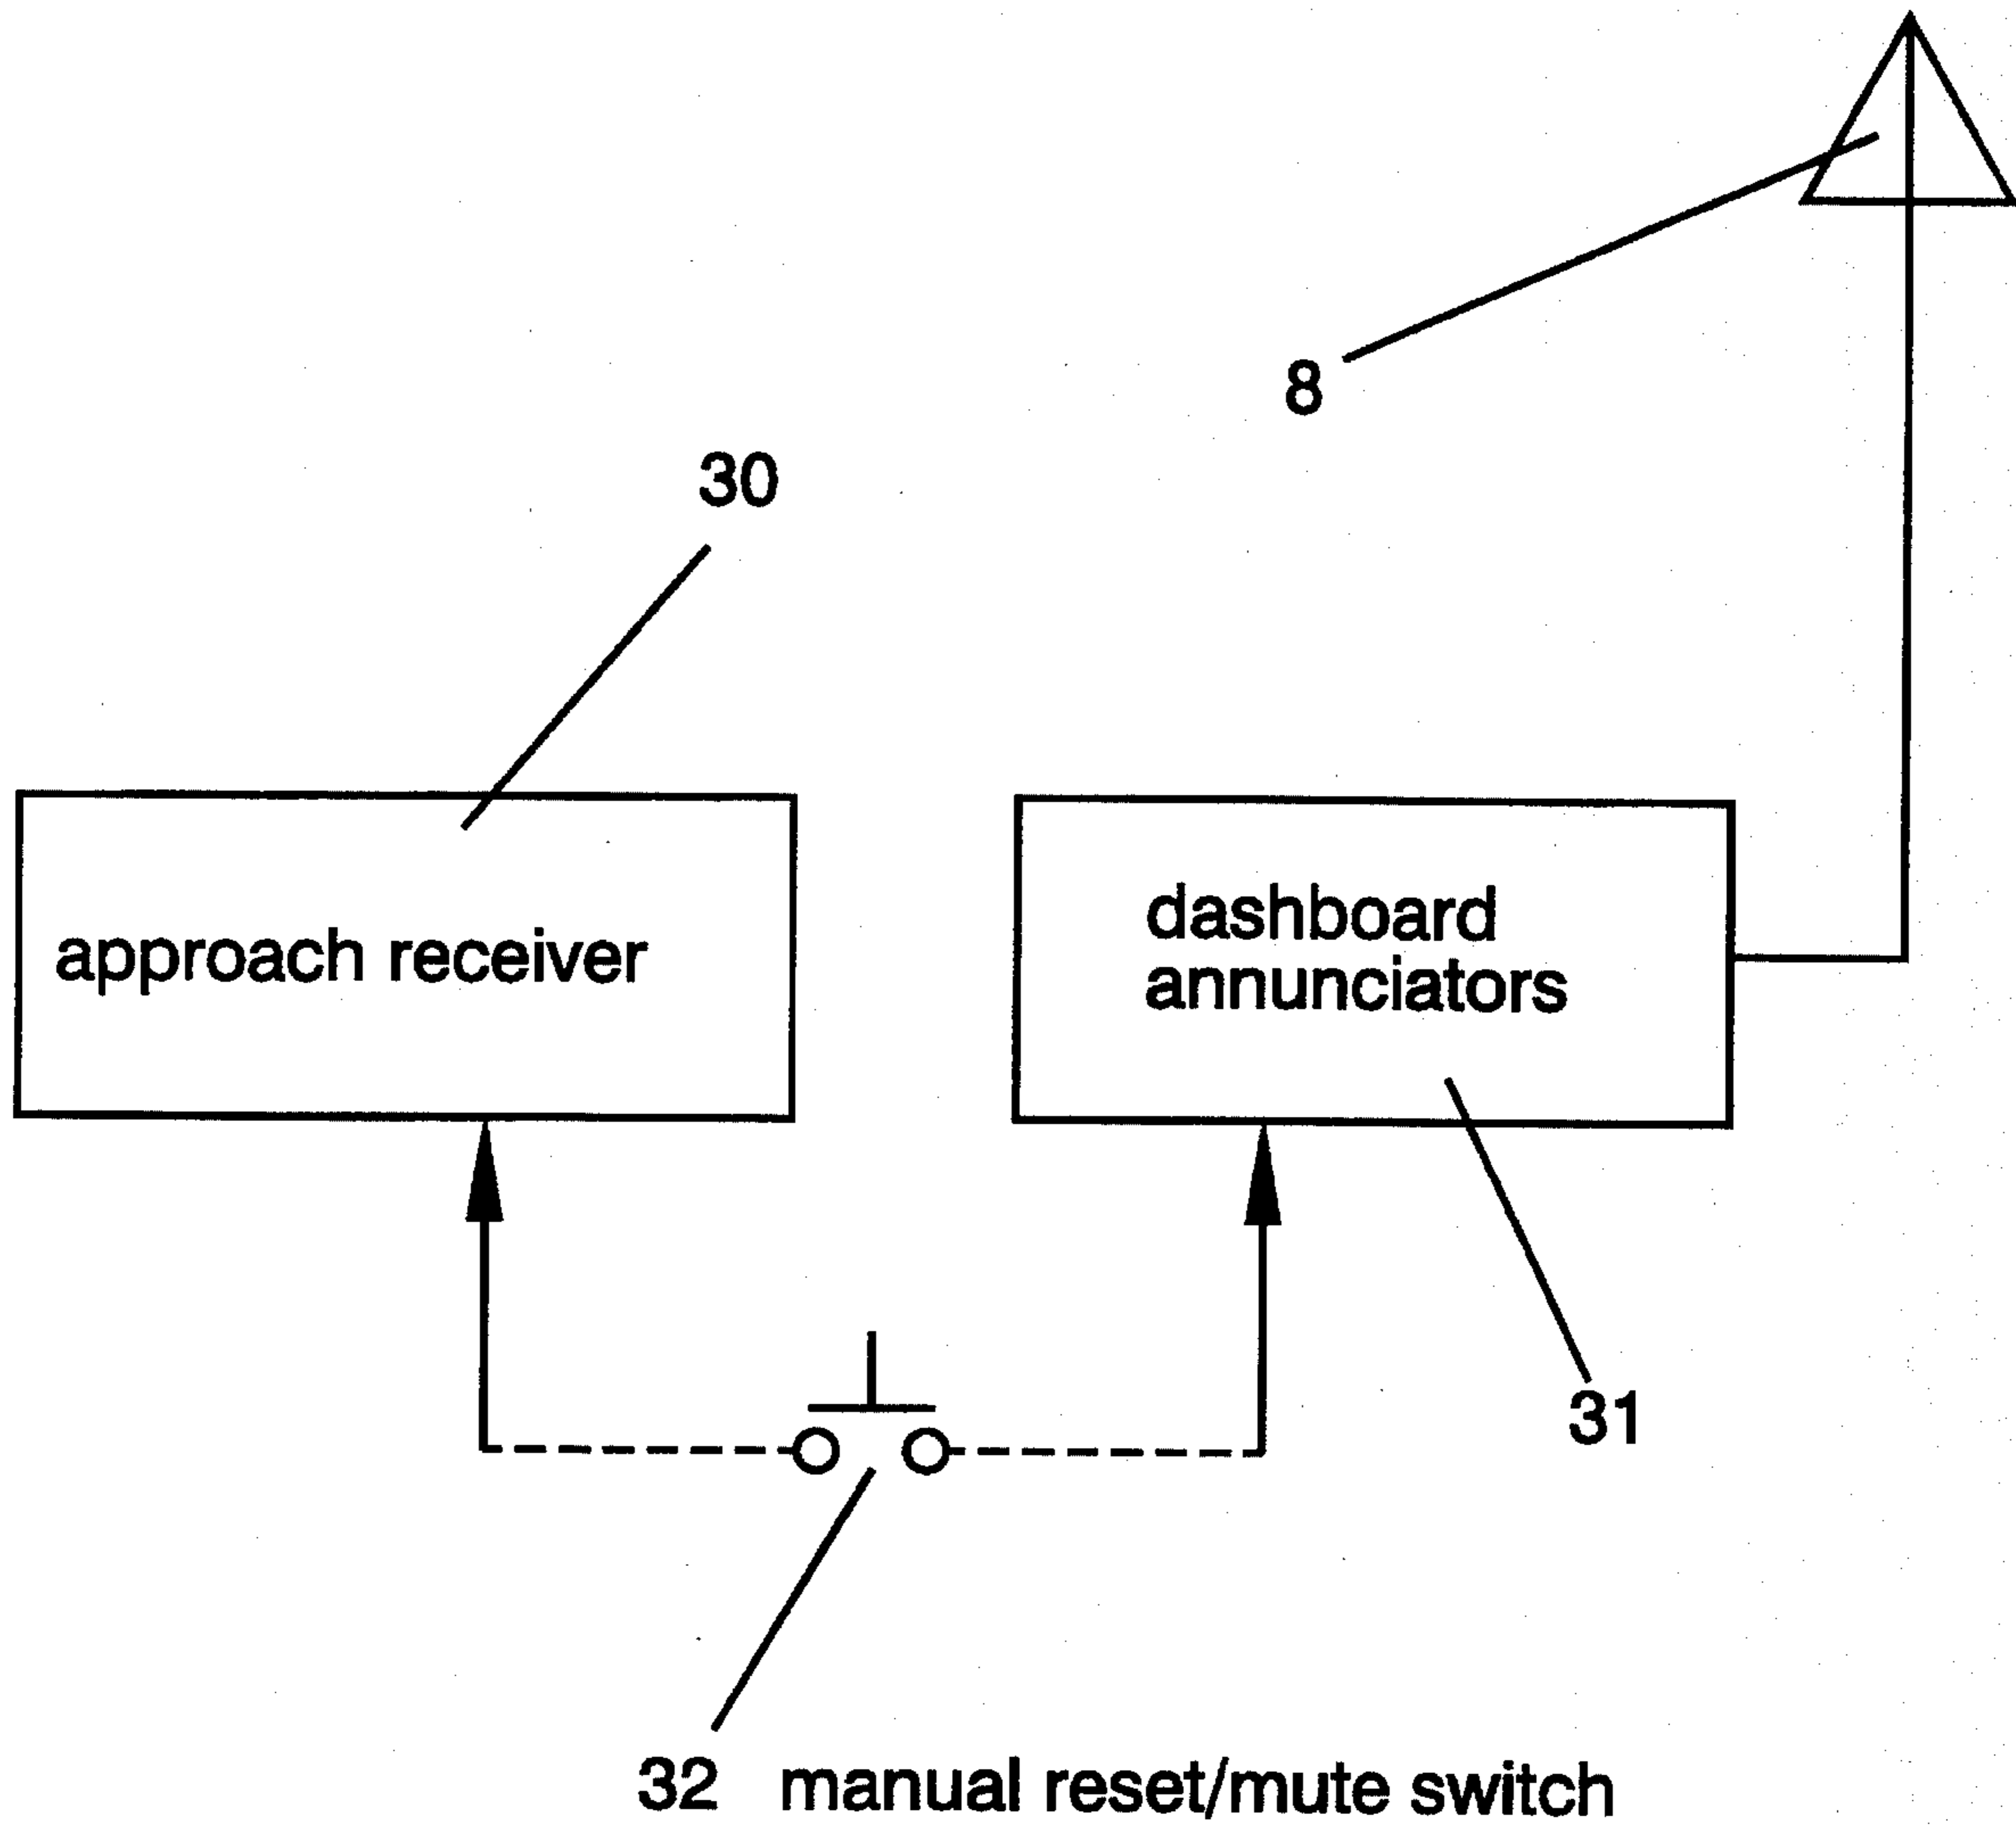 8
30
approach receiver
dashboard
annunciators
31
32 manual reset/mute switch